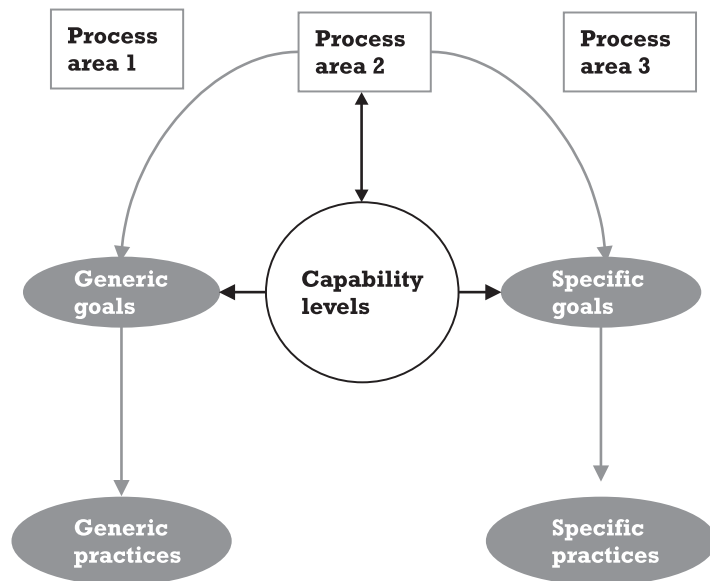 Process
area 1
Process
area 2
Process
area 3
Generic
goals
Capability
levels
Specific
goals
Generic
practices
Specific
practices